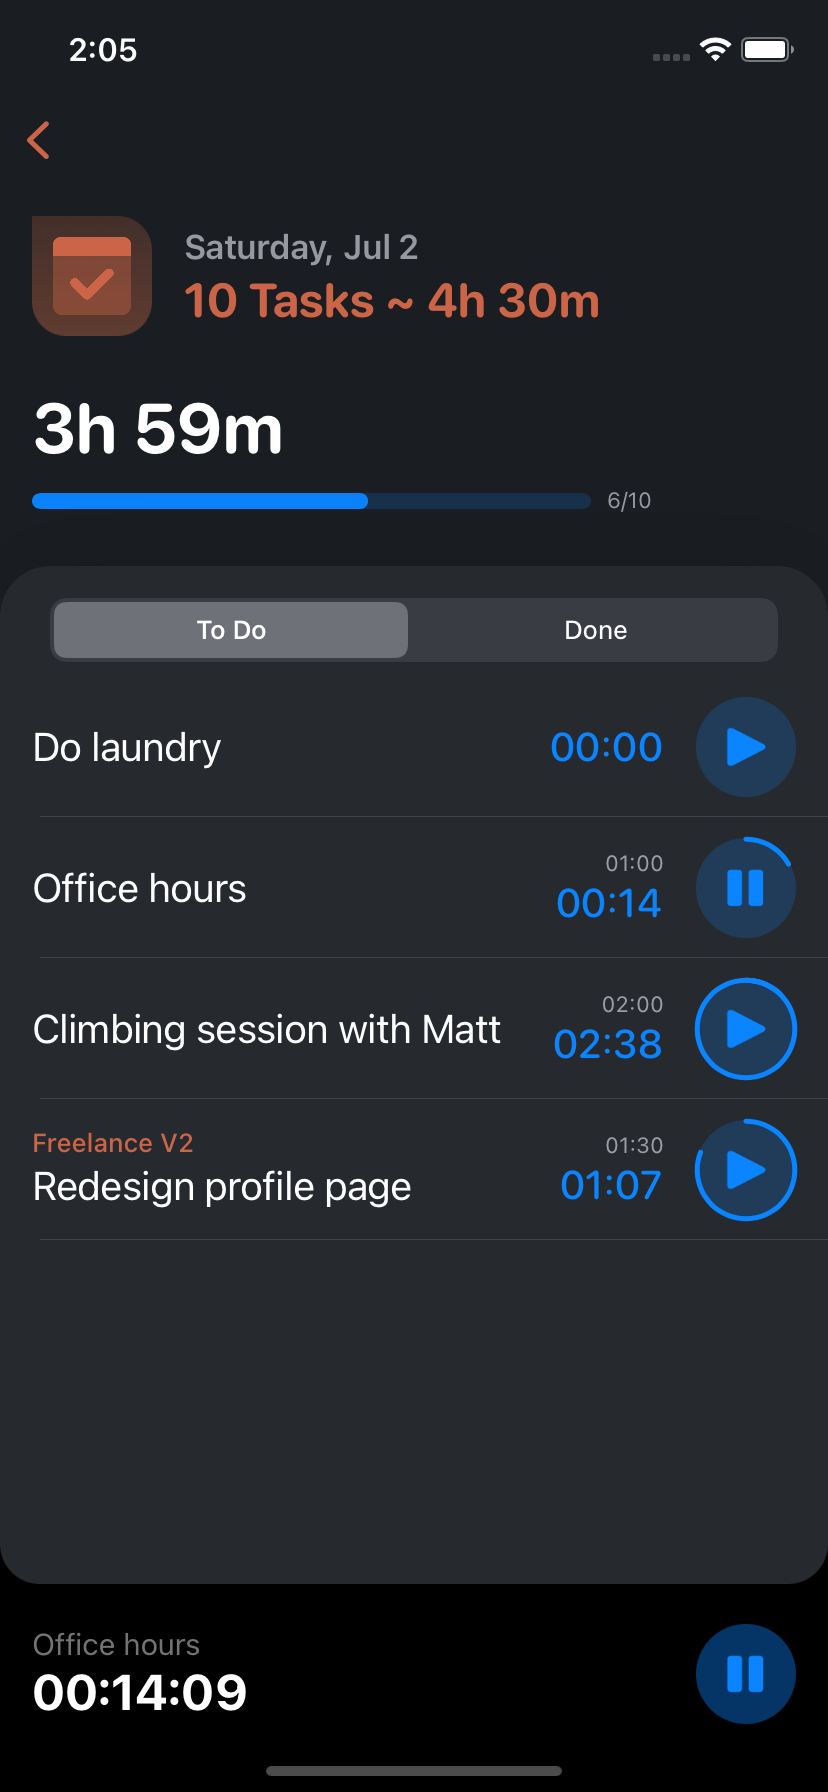 2:05
Saturday, Jul 2
10 Tasks ~ 4h 30m
3h 59m
6/10
To Do
Done
Do laundry
00:00
Office hours
01:00
00:14
Climbing session with Matt
02:00
02:38
Freelance V2
Redesign profile page
01:30
01:07
Office hours
00:14:09